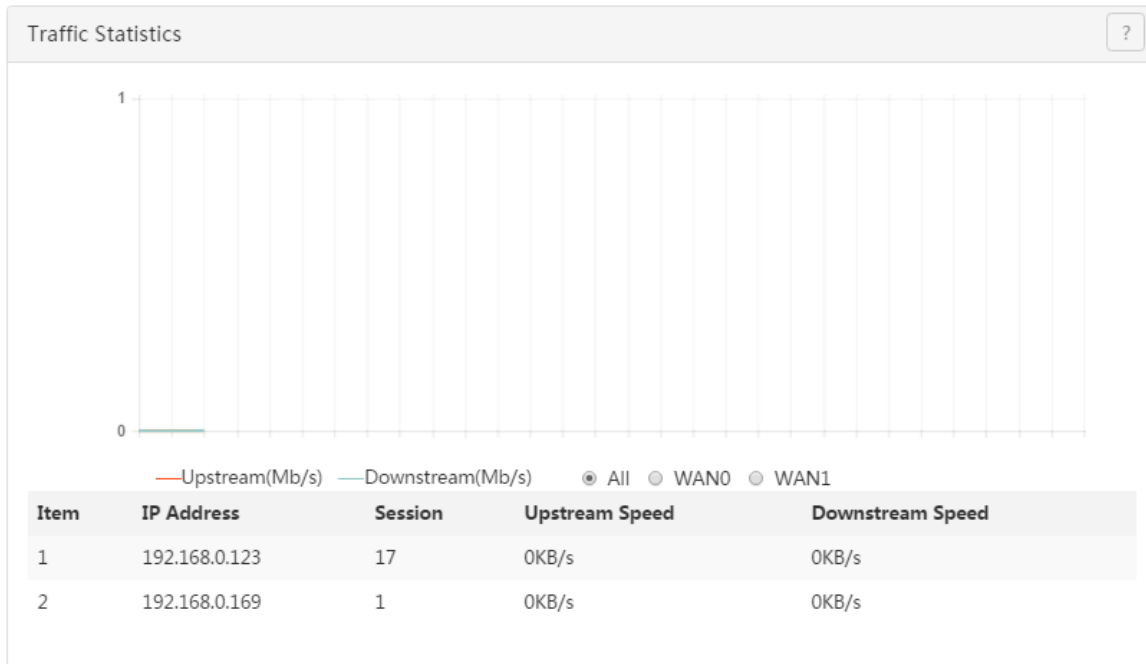 Traffic Statistics ?
1
0
Upstream(Mb/s) Downstream(Mb/s) All WAN0 WAN1
Item IP Address Session Upstream Speed Downstream Speed
1 192.168.0.123 17 0KB/s 0KB/s
2 192.168.0.169 1 0KB/s 0KB/s